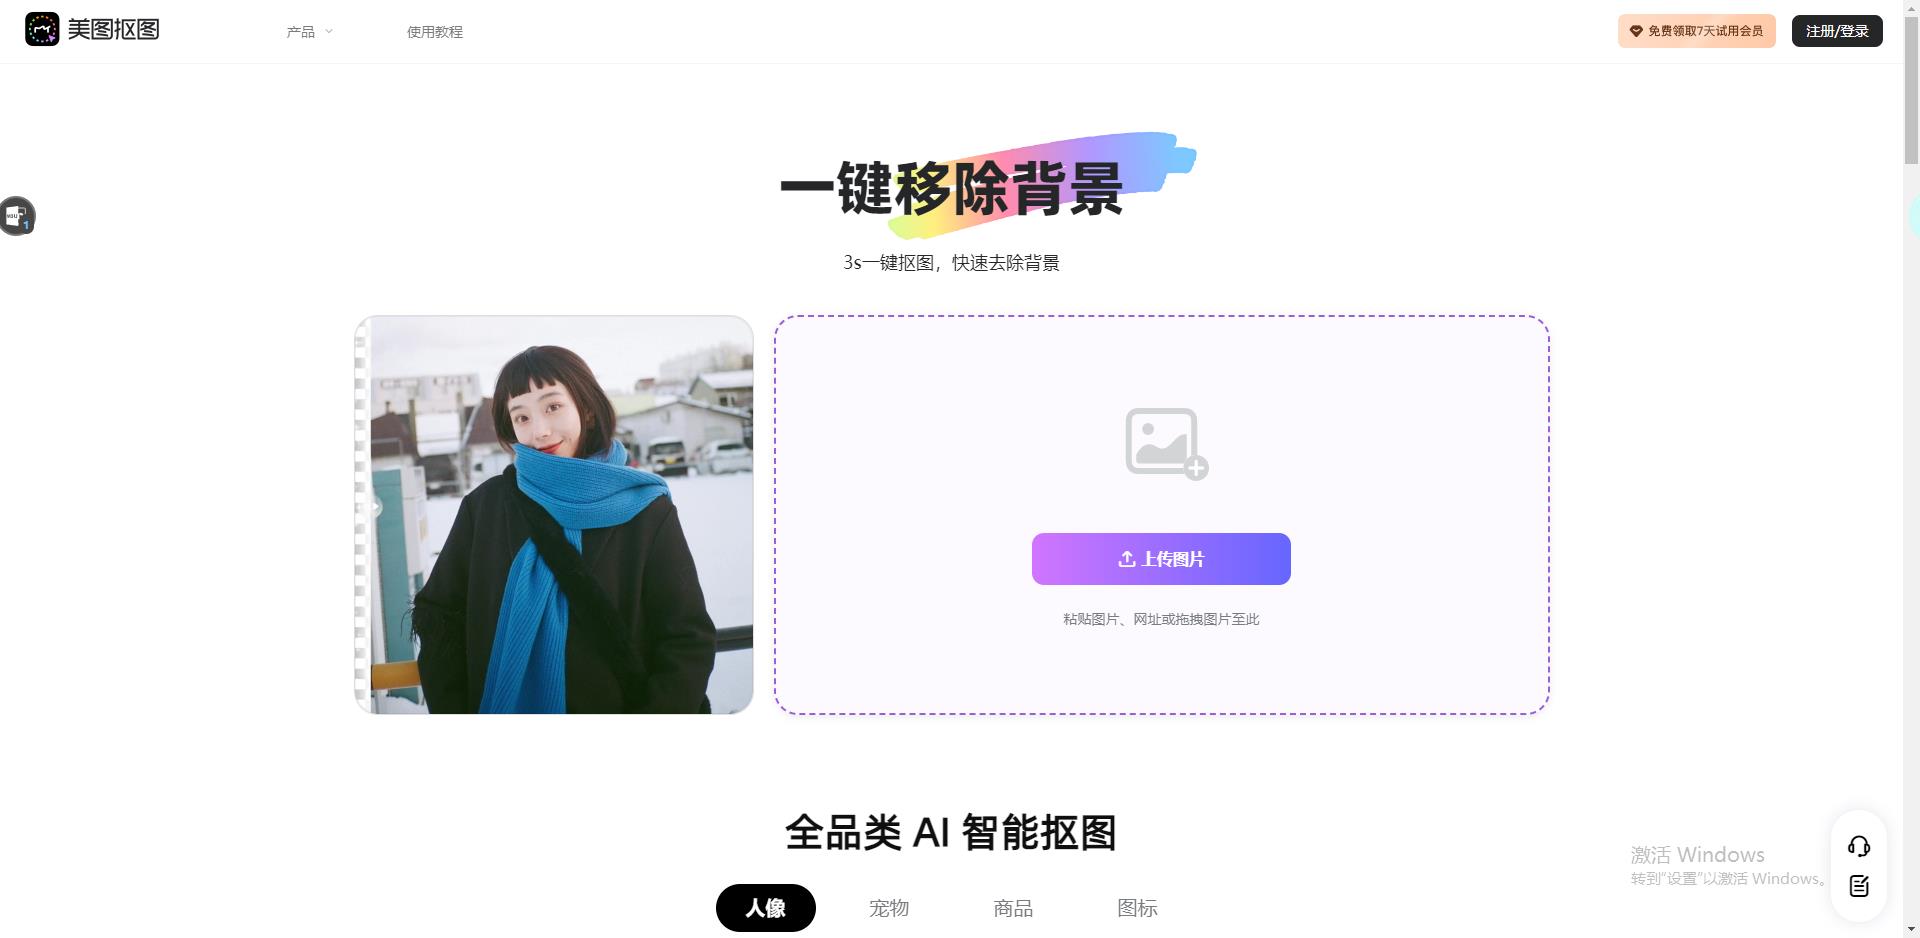 美图抠图
产品
使用教程
免费领取7天试用会员
注册/登录
一键移除背景
3s一键抠图，快速去除背景
1
上传图片
粘贴图片、网址或拖拽图片至此
全品类 AI 智能抠图
人像
宠物
商品
图标
激活 Windows
转到“设置”以激活 Windows。